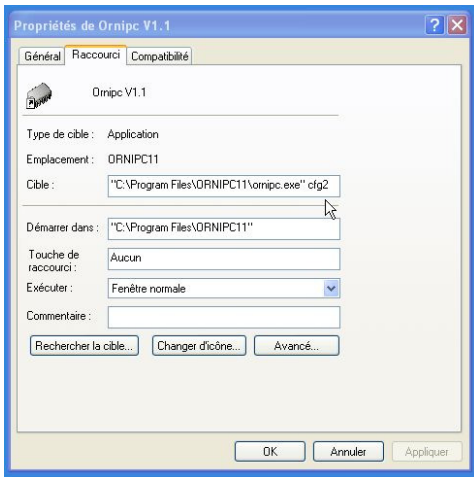 Propriétés de Ornipc V1.1
Général Raccourci Compatibilité
Ornipc V1.1
Type de cible : Application
Emplacement : ORNIPC11
Cible : "C:\Program Files\ORNIPC11\ornipc.exe" cfg2
Démarrer dans : "C:\Program Files\ORNIPC11"
Touche de
raccourci : Aucun
Exécuter : Fenêtre normale
Commentaire :
Rechercher la cible... Changer d'icône... Avancé...
OK Annuler Appliquer